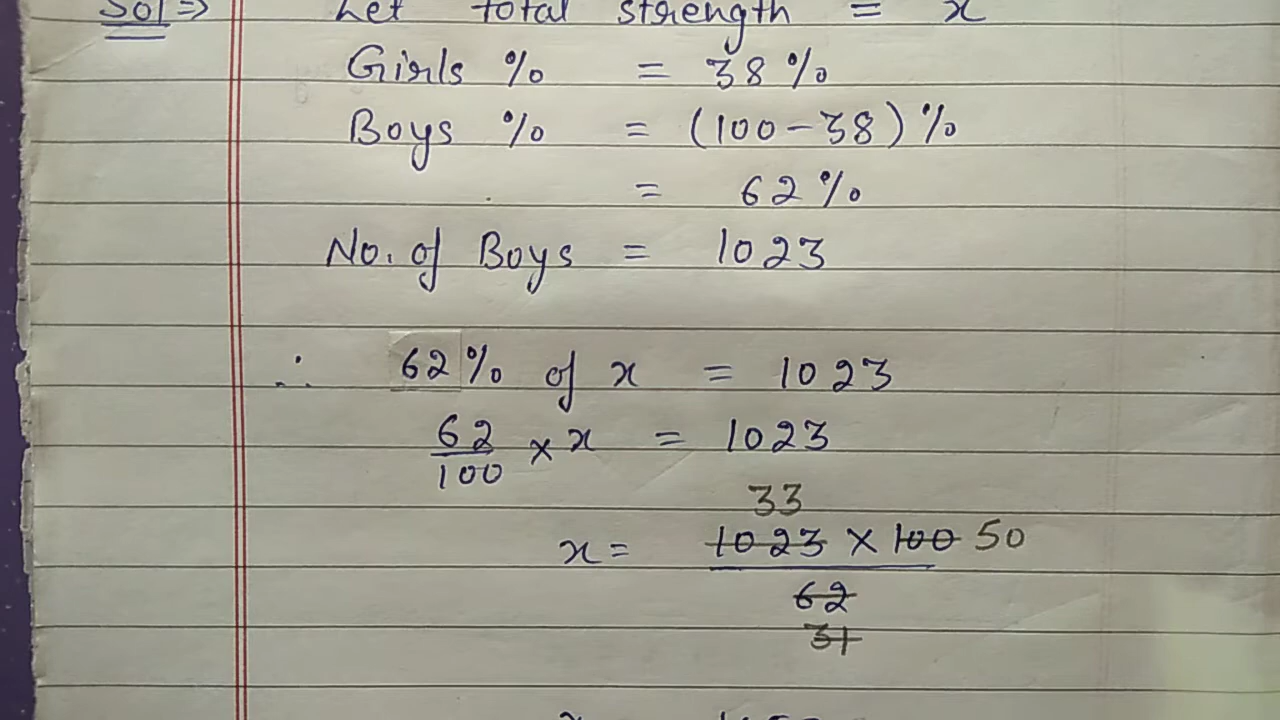 Sol ⇒ Let total strength = x
Girls % = 38%
Boys % = (100-38)%
= 62%
No. of Boys = 1023
∴ 62% of x = 1023
62/100 × x = 1023
33
x = 1023 × 100 50
62
31